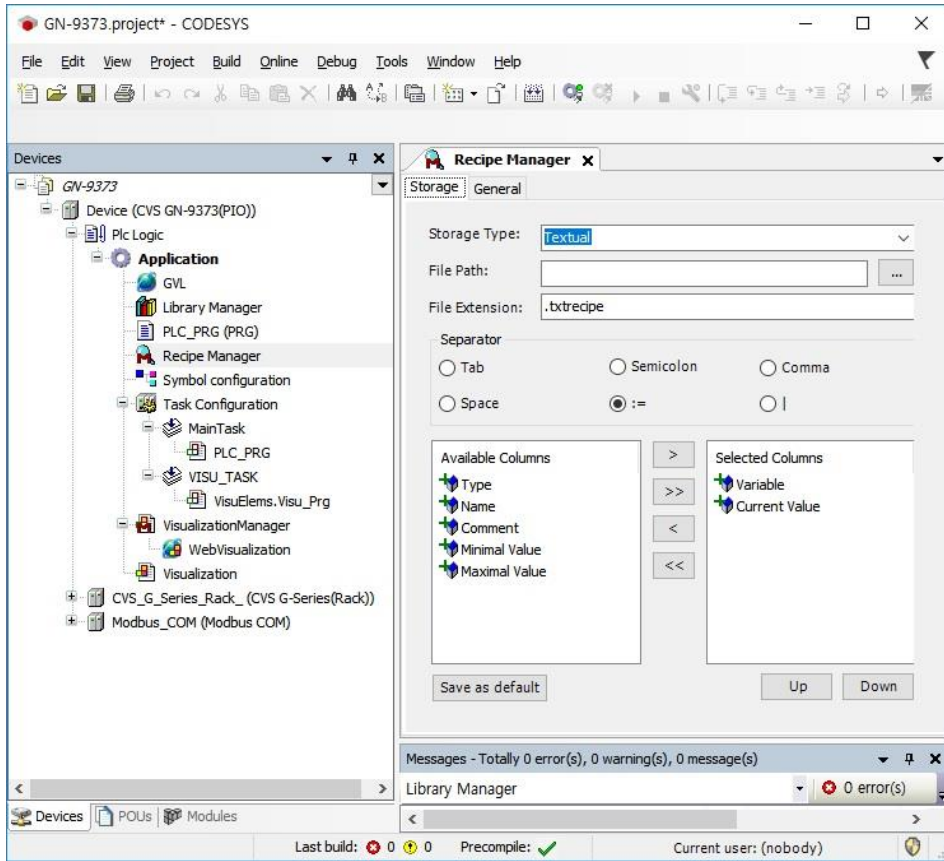 GN-9373.project* - CODESYS
File Edit View Project Build Online Debug Tools Window Help
Devices
GN-9373
Device (CVS GN-9373(PIO))
Plc Logic
Application
GVL
Library Manager
PLC_PRG (PRG)
Recipe Manager
Symbol configuration
Task Configuration
MainTask
PLC_PRG
VISU_TASK
VisuElems.Visu_Prg
VisualizationManager
WebVisualization
Visualization
CVS_G_Series_Rack_ (CVS G-Series(Rack))
Modbus_COM (Modbus COM)
Devices POUs Modules
Recipe Manager
Storage General
Storage Type: Textual
File Path: ...
File Extension: .txtrecipe
Separator
Tab Semicolon Comma
Space := |
Available Columns
Type
Name
Comment
Minimal Value
Maximal Value
>
>>
<
<<
Selected Columns
Variable
Current Value
Save as default Up Down
Messages - Totally 0 error(s), 0 warning(s), 0 message(s)
Library Manager 0 error(s)
Last build: 0 0 Precompile: Current user: (nobody)